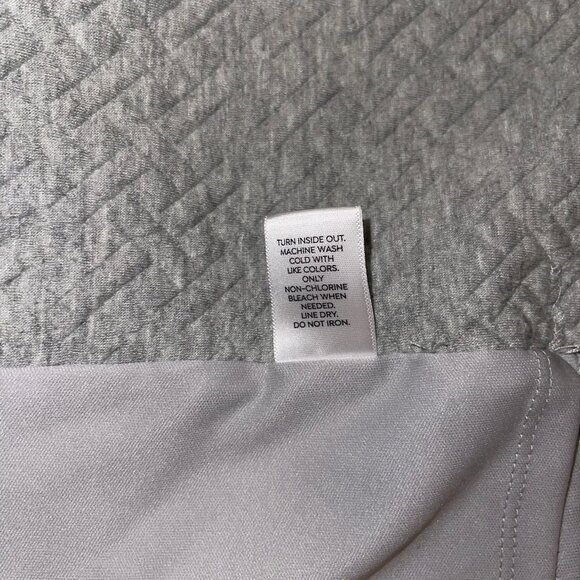 TURN INSIDE OUT.
MACHINE WASH
COLD WITH
LIKE COLORS.
ONLY
NON-CHLORINE
BLEACH WHEN
NEEDED.
LINE DRY.
DO NOT IRON.